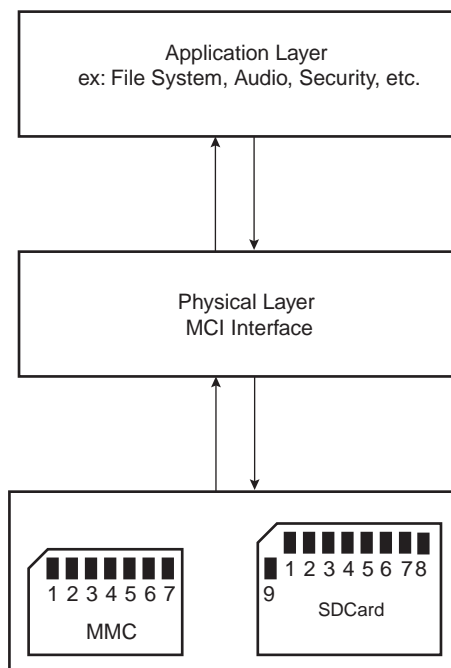 Application Layer
ex: File System, Audio, Security, etc.
Physical Layer
MCI Interface
1 2 3 4 5 6 7
MMC
1 2 3 4 5 6 7 8
9
SDCard